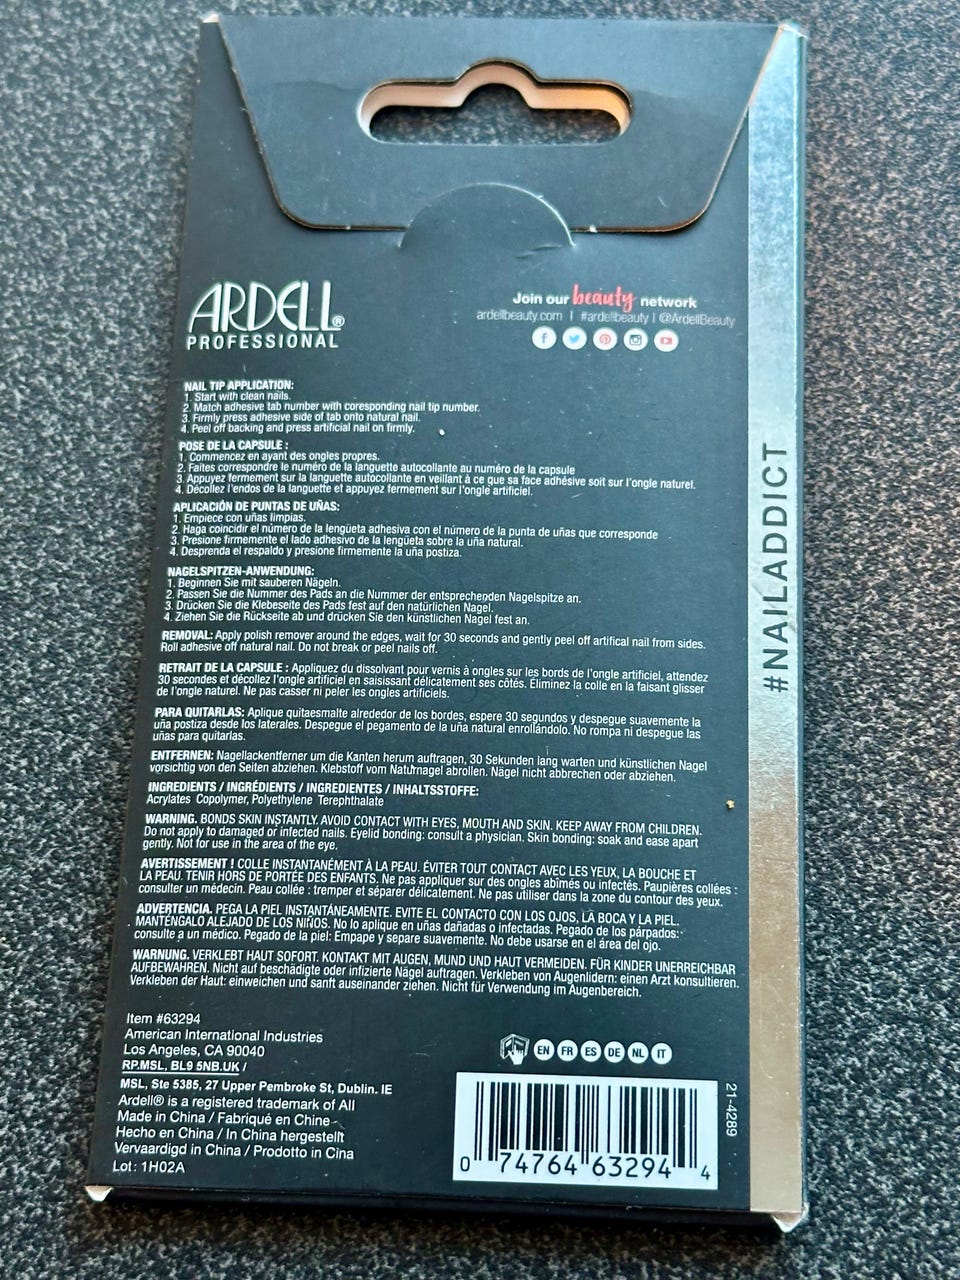 ARDELL®
PROFESSIONAL
Join our beauty network
ardellbeauty.com | #ardellbeauty | @ArdellBeauty
NAIL TIP APPLICATION:
1. Start with clean nails.
2. Match adhesive tab number with coresponding nail tip number.
3. Firmly press adhesive side of tab onto natural nail.
4. Peel off backing and press artificial nail on firmly.
POSE DE LA CAPSULE :
1. Commencez en ayant des ongles propres.
2. Faites correspondre le numéro de la languette autocollante au numéro de la capsule
3. Appuyez fermement sur la languette autocollante en veillant à ce que sa face adhésive soit sur l'ongle naturel.
4. Décollez l'endos de la languette et appuyez fermement sur l'ongle artificiel.
APLICACIÓN DE PUNTAS DE UÑAS:
1. Empiece con uñas limpias.
2. Haga coincidir el número de la lengüeta adhesiva con el número de la punta de uñas que corresponde
3. Presione firmemente el lado adhesivo de la lengüeta sobre la uña natural.
4. Desprenda el respaldo y presione firmemente la uña postiza.
NAGELSPITZEN-ANWENDUNG:
1. Beginnen Sie mit sauberen Nägeln.
2. Passen Sie die Nummer des Pads an die Nummer der entsprechenden Nagelspitze an.
3. Drücken Sie die Klebeseite des Pads fest auf den natürlichen Nagel.
4. Ziehen Sie die Rückseite ab und drücken Sie den künstlichen Nagel fest an.
REMOVAL: Apply polish remover around the edges, wait for 30 seconds and gently peel off artifical nail from sides.
Roll adhesive off natural nail. Do not break or peel nails off.
RETRAIT DE LA CAPSULE : Appliquez du dissolvant pour vernis à ongles sur les bords de l'ongle artificiel, attendez
30 secondes et décollez l'ongle artificiel en saisissant délicatement ses côtés. Éliminez la colle en la faisant glisser
de l'ongle naturel. Ne pas casser ni peler les ongles artificiels.
PARA QUITARLAS: Aplique quitaesmalte alrededor de los bordes, espere 30 segundos y despegue suavemente la
uña postiza desde los laterales. Despegue el pegamento de la uña natural enrollándolo. No rompa ni despegue las
uñas para quitarlas.
ENTFERNEN: Nagellackentferner um die Kanten herum auftragen, 30 Sekunden lang warten und künstlichen Nagel
vorsichtig von den Seiten abziehen. Klebstoff vom Naturnagel abrollen. Nägel nicht abbrechen oder abziehen.
INGREDIENTS / INGRÉDIENTS / INGREDIENTES / INHALTSSTOFFE:
Acrylates Copolymer, Polyethylene Terephthalate
WARNING. BONDS SKIN INSTANTLY. AVOID CONTACT WITH EYES, MOUTH AND SKIN. KEEP AWAY FROM CHILDREN.
Do not apply to damaged or infected nails. Eyelid bonding: consult a physician. Skin bonding: soak and ease apart
gently. Not for use in the area of the eye.
AVERTISSEMENT ! COLLE INSTANTANÉMENT À LA PEAU. ÉVITER TOUT CONTACT AVEC LES YEUX, LA BOUCHE ET
LA PEAU. TENIR HORS DE PORTÉE DES ENFANTS. Ne pas appliquer sur des ongles abîmés ou infectés. Paupières collées :
consulter un médecin. Peau collée : tremper et séparer délicatement. Ne pas utiliser dans la zone du contour des yeux.
ADVERTENCIA. PEGA LA PIEL INSTANTÁNEAMENTE. EVITE EL CONTACTO CON LOS OJOS, LA BOCA Y LA PIEL.
MANTÉNGALO ALEJADO DE LOS NIÑOS. No lo aplique en uñas dañadas o infectadas. Pegado de los párpados:
consulte a un médico. Pegado de la piel: Empape y separe suavemente. No debe usarse en el área del ojo.
WARNUNG. VERKLEBT HAUT SOFORT. KONTAKT MIT AUGEN, MUND UND HAUT VERMEIDEN. FÜR KINDER UNERREICHBAR
AUFBEWAHREN. Nicht auf beschädigte oder infizierte Nägel auftragen. Verkleben von Augenlidern: einen Arzt konsultieren.
Verkleben der Haut: einweichen und sanft auseinander ziehen. Nicht für Verwendung im Augenbereich.
Item #63294
American International Industries
Los Angeles, CA 90040
RP.MSL, BL9 5NB.UK /
MSL, Ste 5385, 27 Upper Pembroke St, Dublin. IE
Ardell® is a registered trademark of AII
Made in China / Fabriqué en Chine
Hecho en China / In China hergestellt
Vervaardigd in China / Prodotto in Cina
Lot: 1H02A
EN FR ES DE NL IT
0 74764 63294 4
21-4289
#NAILADDICT